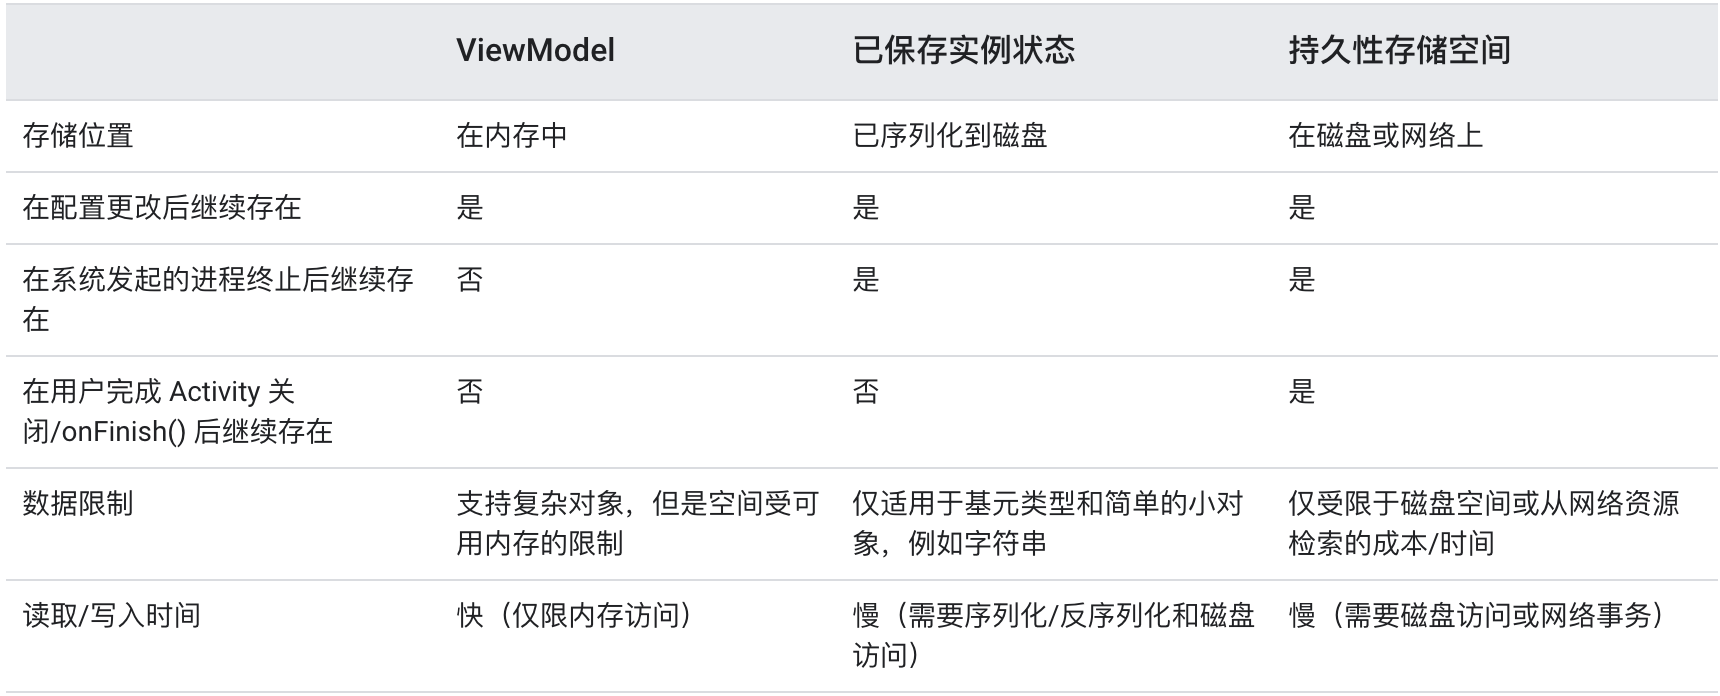 ViewModel 已保存实例状态 持久性存储空间
存储位置 在内存中 已序列化到磁盘 在磁盘或网络上
在配置更改后继续存在 是 是 是
在系统发起的进程终止后继续存 否 是 是
在
在用户完成 Activity 关 否 否 是
闭/onFinish() 后继续存在
数据限制 支持复杂对象，但是空间受可 仅适用于基元类型和简单的小对 仅受限于磁盘空间或从网络资源
用内存的限制 象，例如字符串 检索的成本/时间
读取/写入时间 快（仅限内存访问） 慢（需要序列化/反序列化和磁盘 慢（需要磁盘访问或网络事务）
访问）